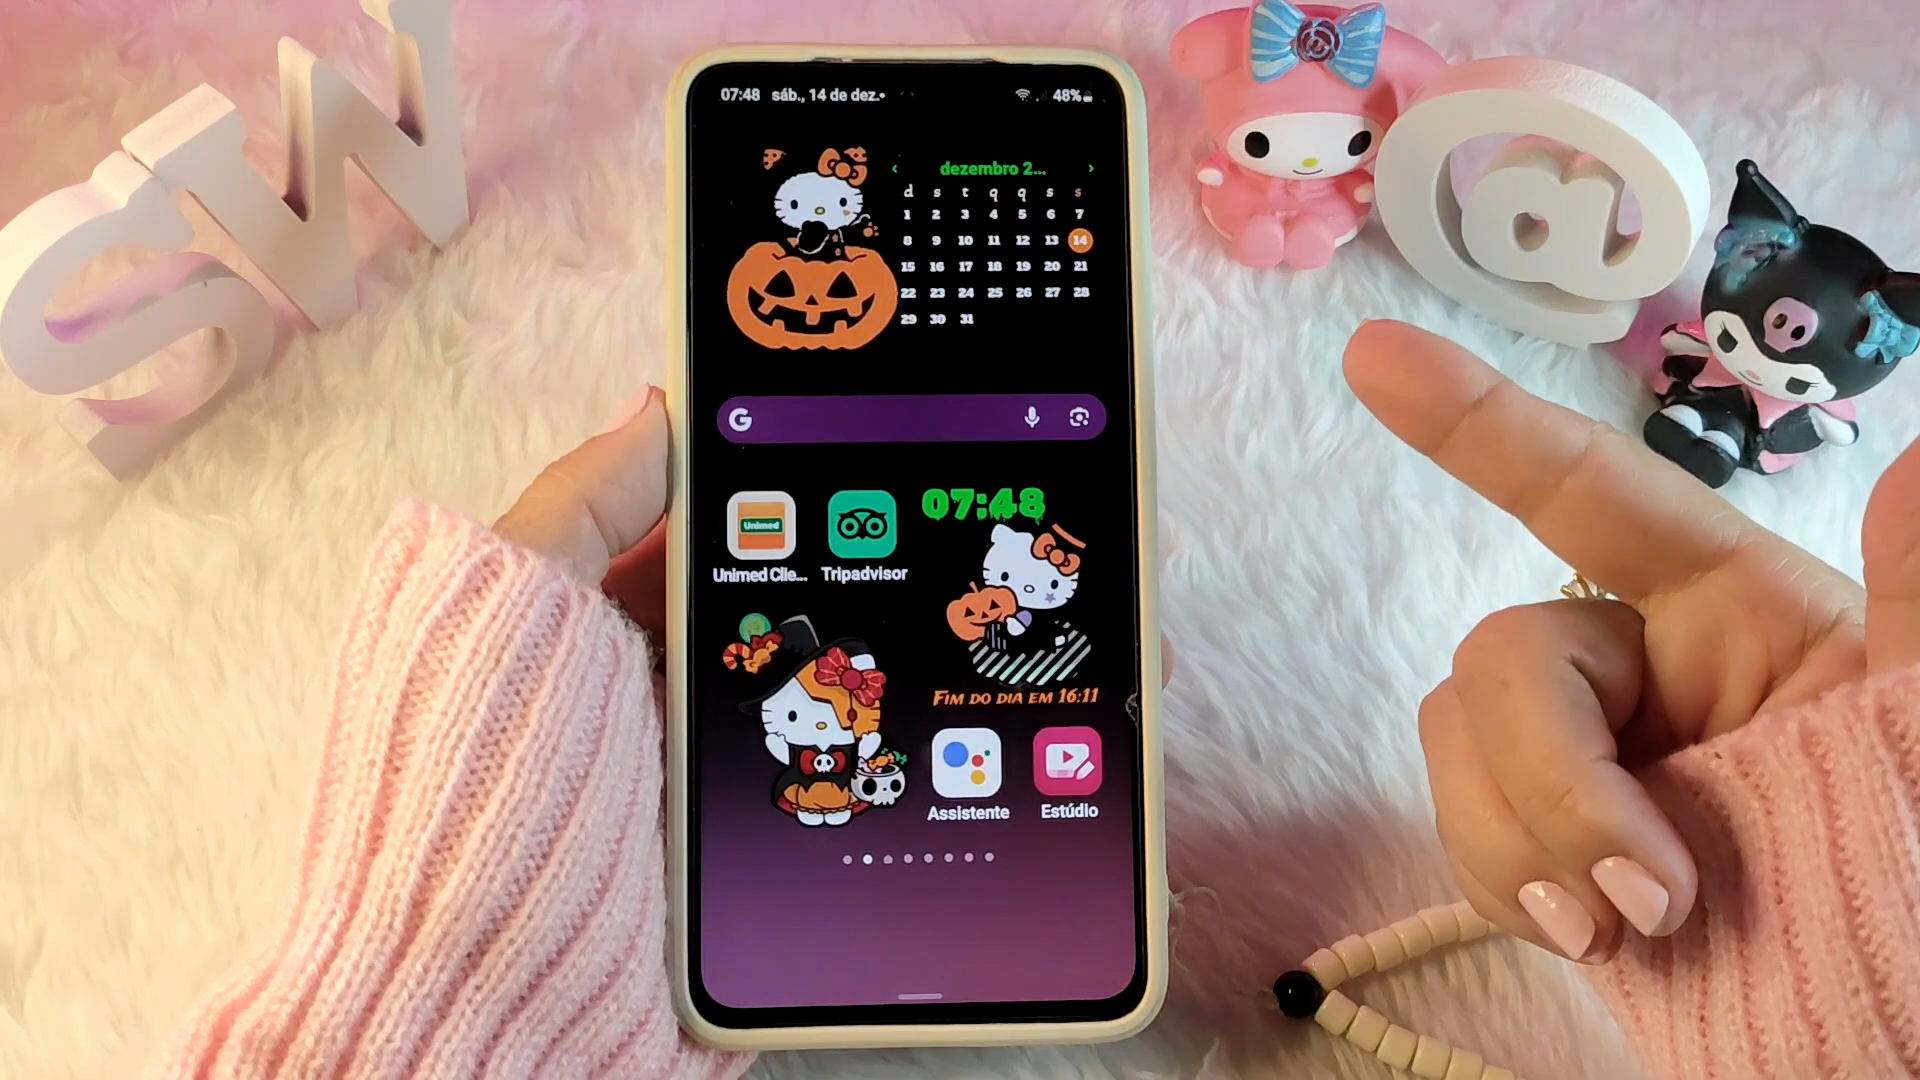 SW
@
07:48 sáb., 14 de dez.•
48%
‹ dezembro 2... ›
d s t q q s s
1 2 3 4 5 6 7
8 9 10 11 12 13 14
15 16 17 18 19 20 21
22 23 24 25 26 27 28
29 30 31
G
07:48
Unimed
Unimed Clie...
Tripadvisor
Fim do dia em 16:11
Assistente
Estúdio